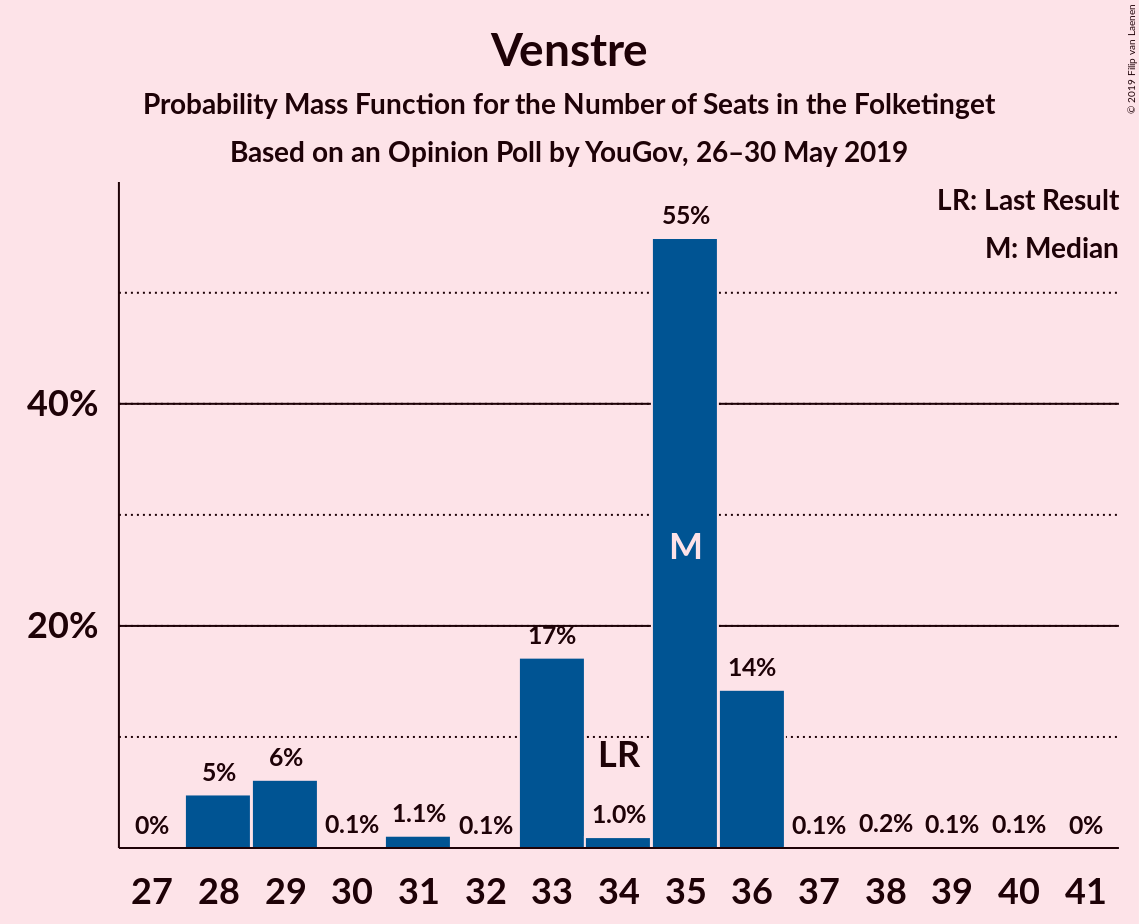 Venstre
Probability Mass Function for the Number of Seats in the Folketinget
Based on an Opinion Poll by YouGov, 26–30 May 2019
© 2019 Filip van Laenen
LR: Last Result
M: Median
55%
40%
M
20%
17%
14%
LR
6%
5%
0%
0.1%
1.1%
0.1%
1.0%
0.1%
0.2%
0.1%
0.1%
0%
27 28 29 30 31 32 33 34 35 36 37 38 39 40 41